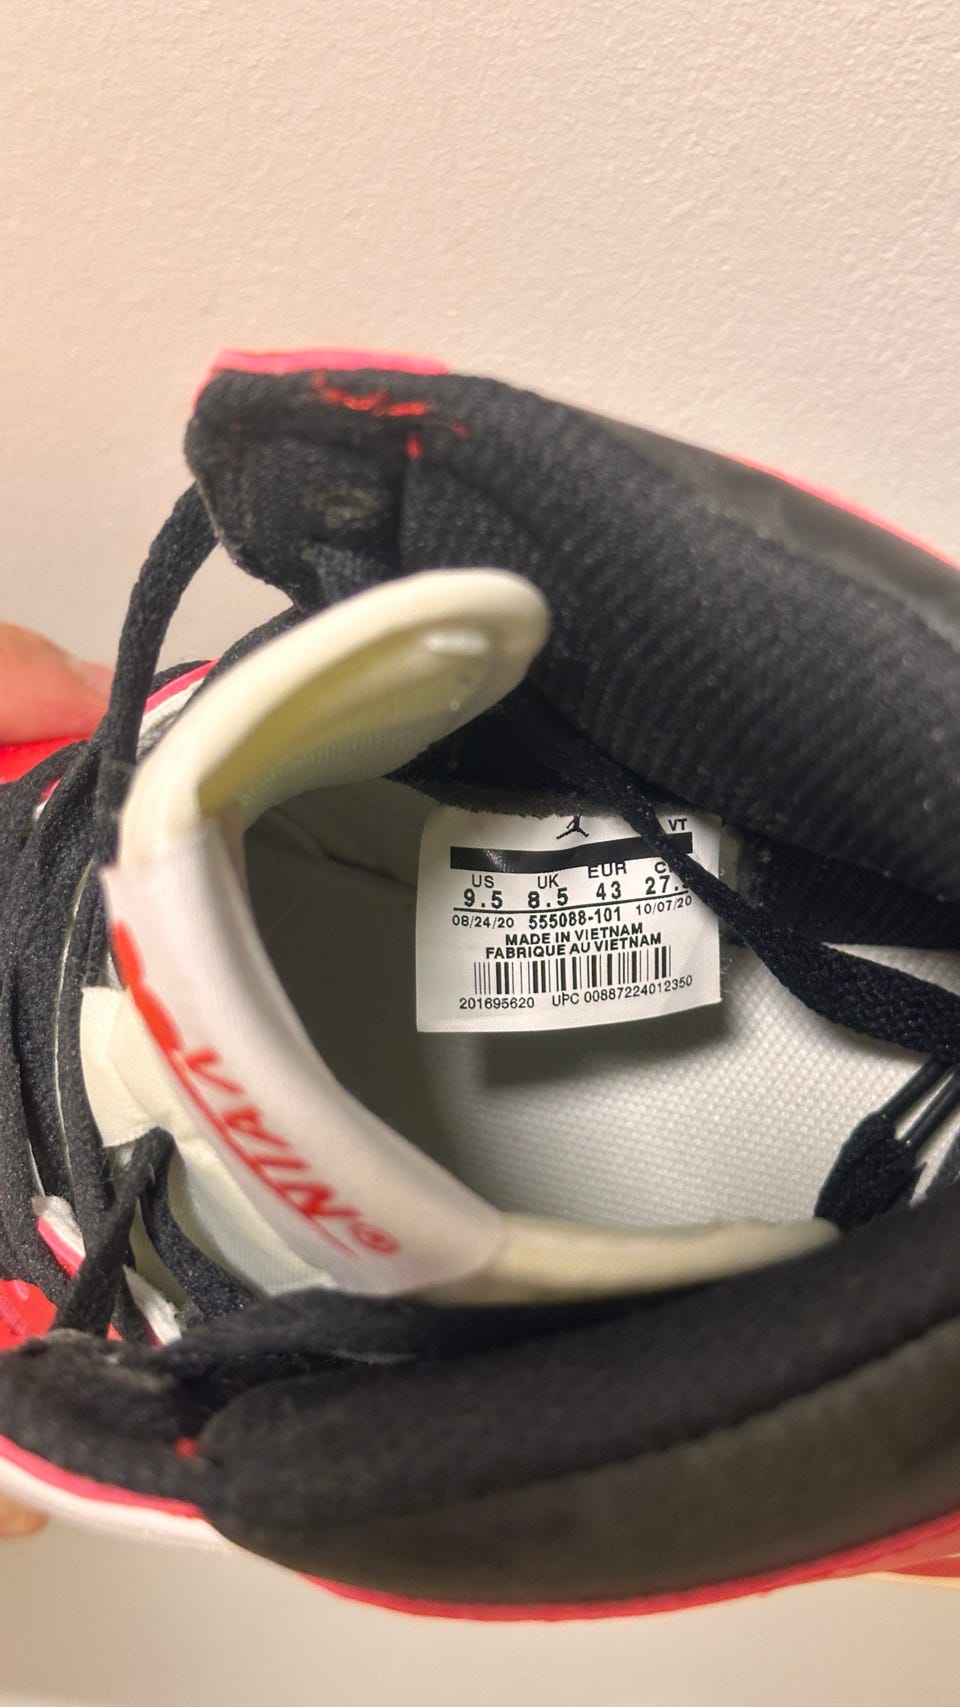 VT
US UK EUR
9.5 8.5 43 27.
08/24/20 555088-101 10/07/20
MADE IN VIETNAM
FABRIQUE AU VIETNAM
201695620 UPC 00887224012350